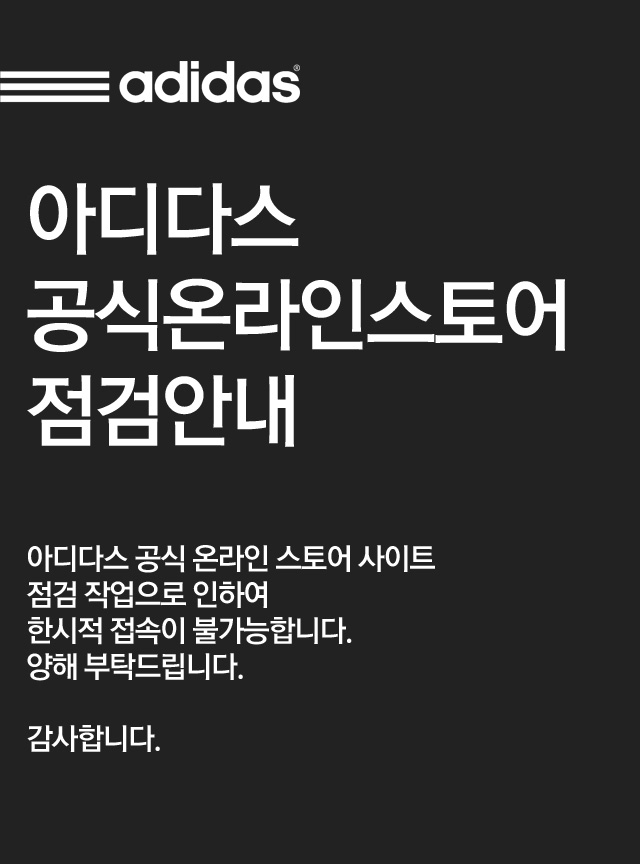 adidas®
아디다스
공식온라인스토어
점검안내
아디다스 공식 온라인 스토어 사이트
점검 작업으로 인하여
한시적 접속이 불가능합니다.
양해 부탁드립니다.
감사합니다.